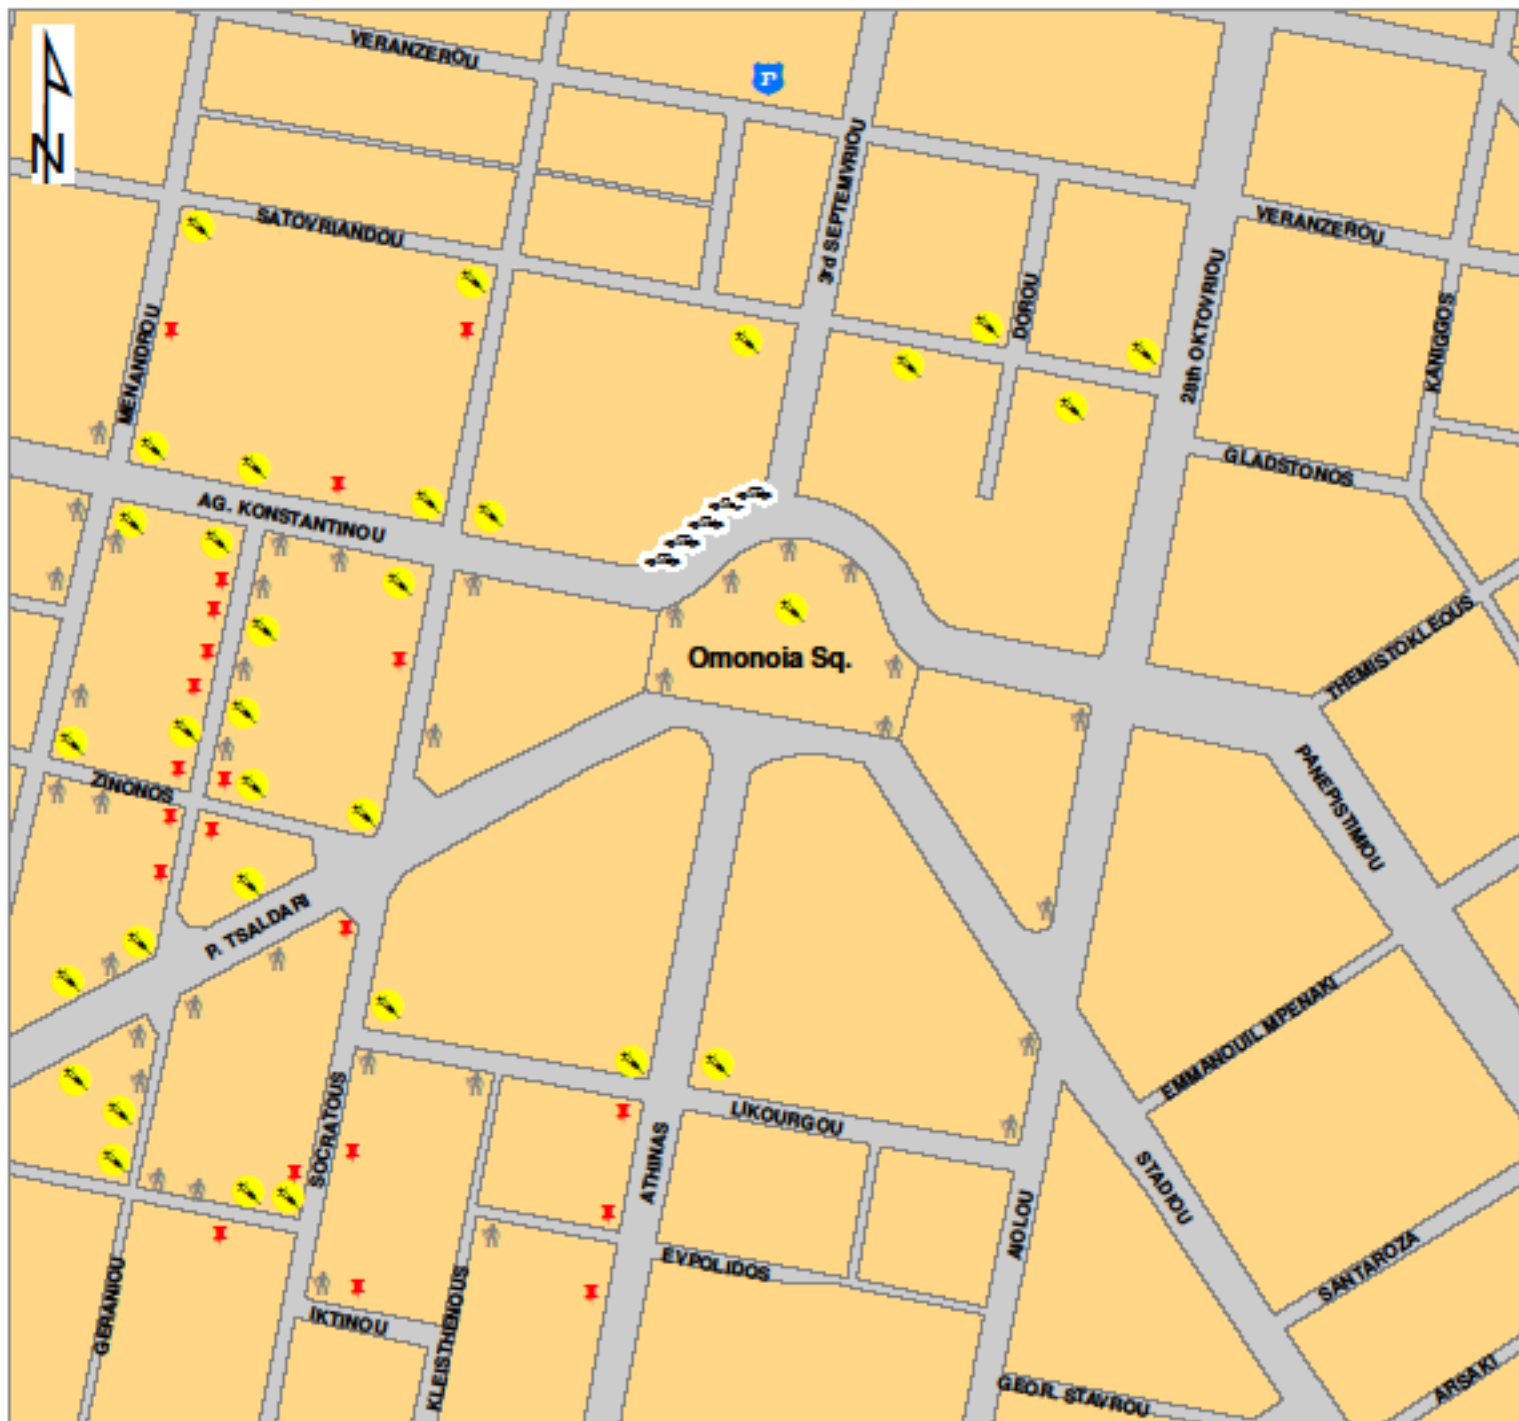 VERANZEROU
N
3rd SEPTEMVRIOU
SATOVRIANDOU
VERANZEROU
DOROU
28th OKTOVRIOU
KANIGGOS
MENANDROU
GLADSTONOS
AG. KONSTANTINOU
THEMISTOKLEOUS
Omonoia Sq.
ZINONOS
PANEPISTIMIOU
P. TSALDARI
EMMANOUIL MPENAKI
SOCRATOUS
LIKOURGOU
ATHINAS
STADIOU
AIOLOU
EVPOLIDOS
SANTAROZA
GERANIOU
IKTINOU
KLEISTHENOUS
GEOR. STAVROU
ARSAKI